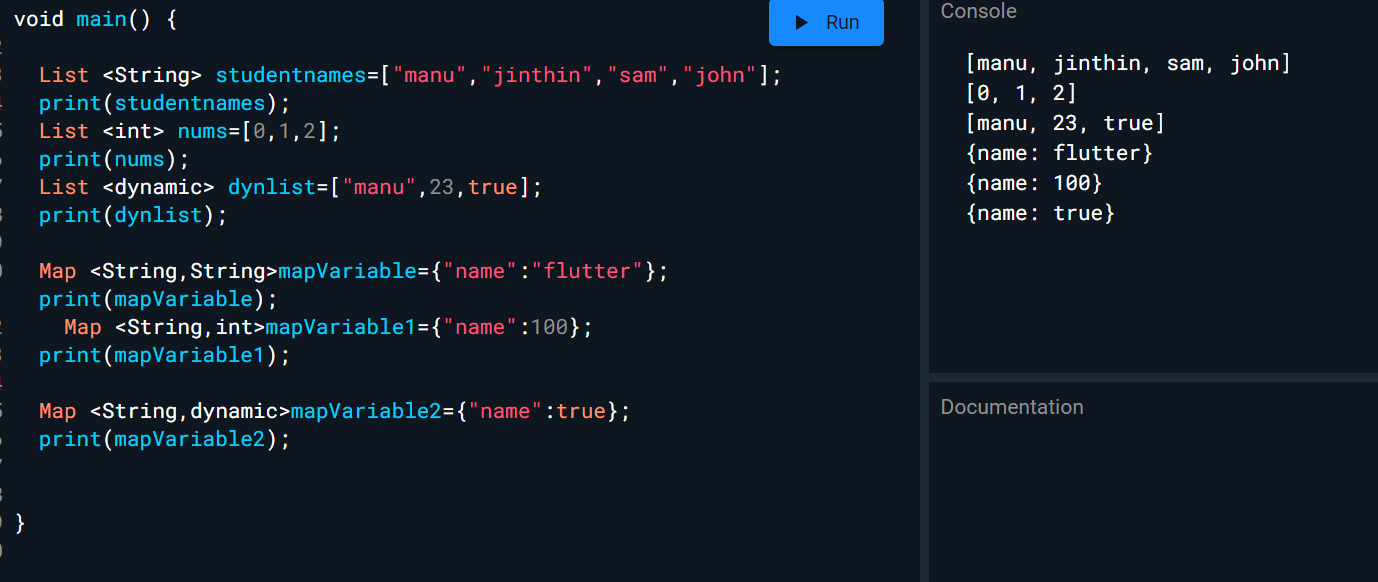 void main() {
List <String> studentnames=["manu","jinthin","sam","john"];
print(studentnames);
List <int> nums=[0,1,2];
print(nums);
List <dynamic> dynlist=["manu",23,true];
print(dynlist);
Map <String,String>mapVariable={"name":"flutter"};
print(mapVariable);
Map <String,int>mapVariable1={"name":100};
print(mapVariable1);
Map <String,dynamic>mapVariable2={"name":true};
print(mapVariable2);
}
Run
Console
[manu, jinthin, sam, john]
[0, 1, 2]
[manu, 23, true]
{name: flutter}
{name: 100}
{name: true}
Documentation